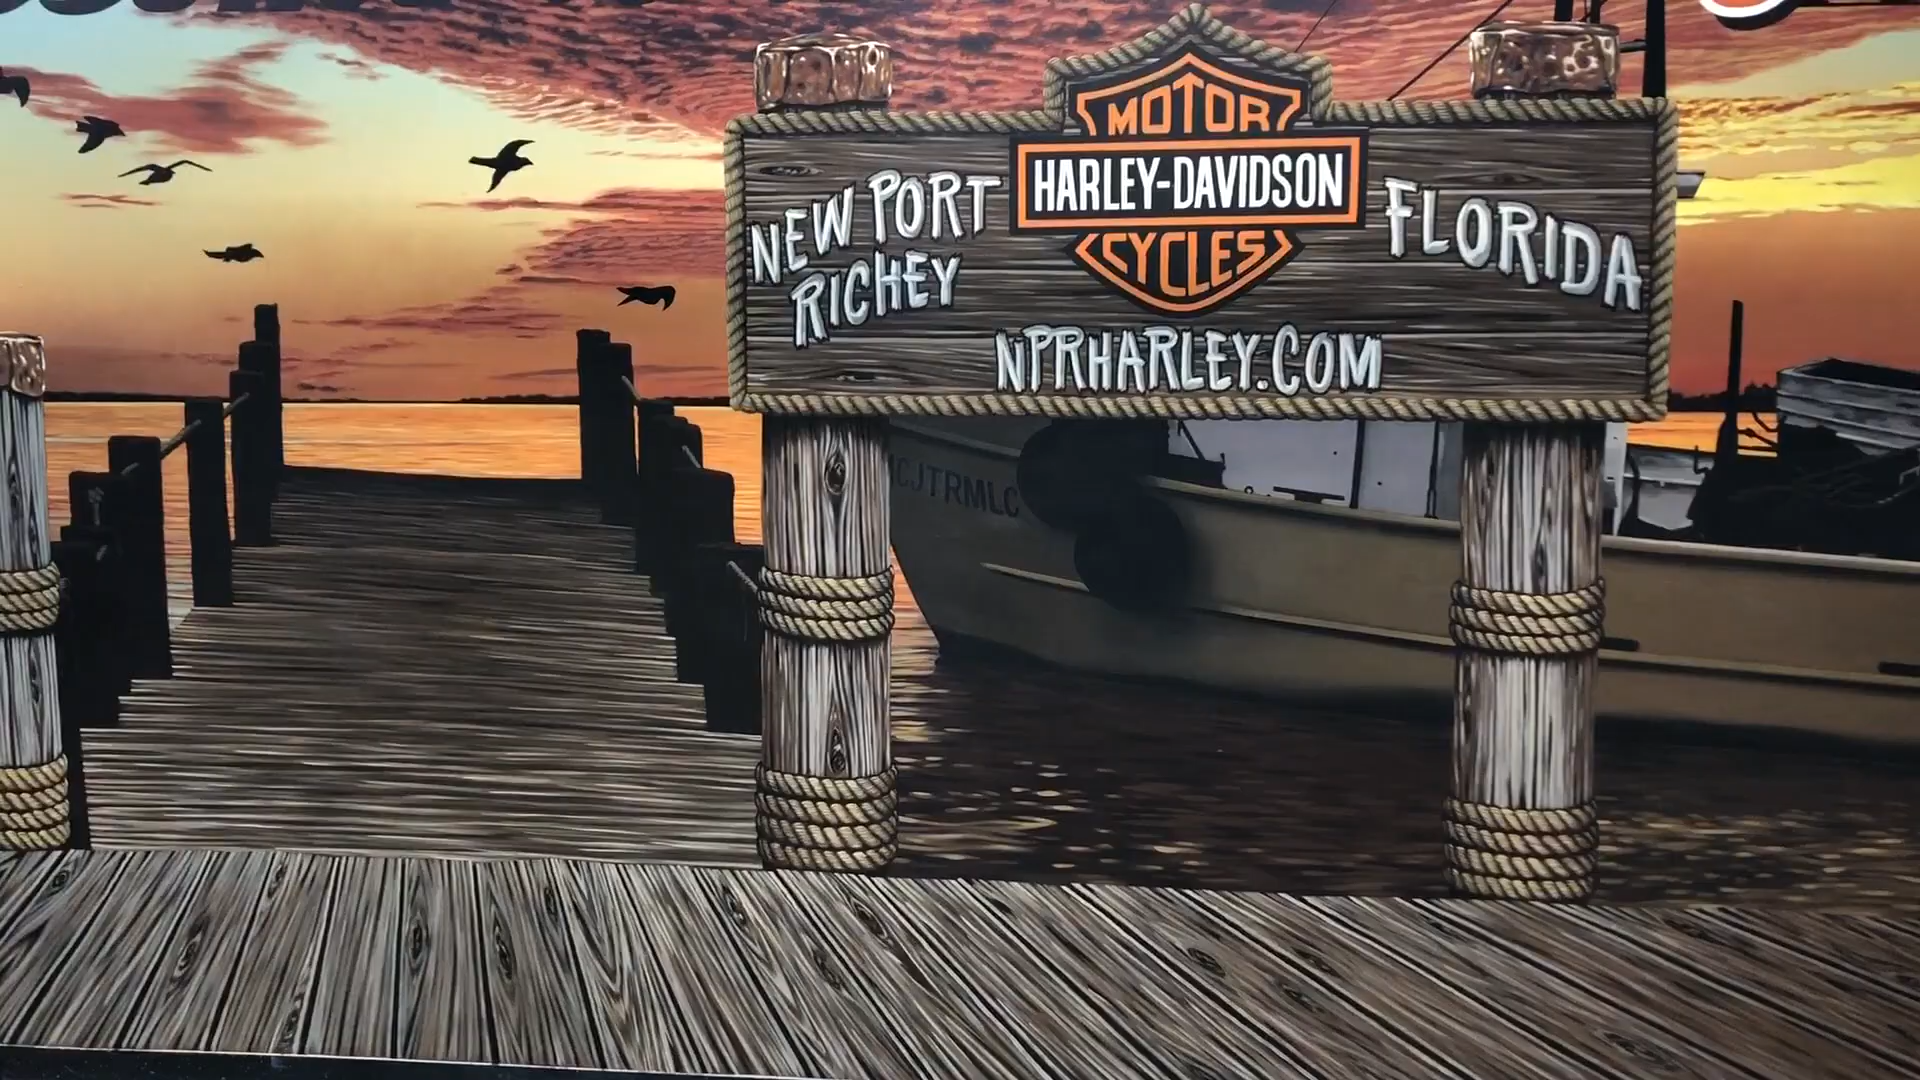 MOTOR
HARLEY-DAVIDSON
CYCLES
NEW PORT
RICHEY
FLORIDA
NPRHARLEY.COM
CJTRMLC